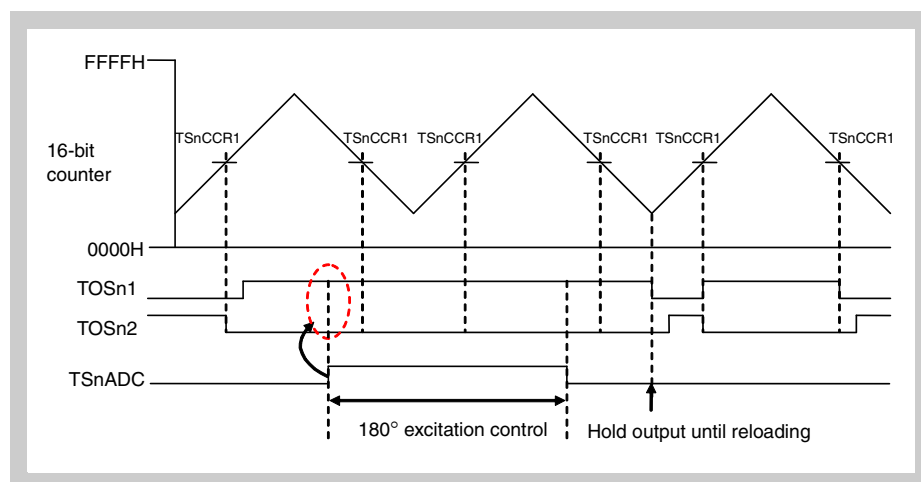 FFFFH
TSnCCR1 TSnCCR1 TSnCCR1 TSnCCR1 TSnCCR1 TSnCCR1
16-bit
counter
0000H
TOSn1
TOSn2
TSnADC
180° excitation control
Hold output until reloading